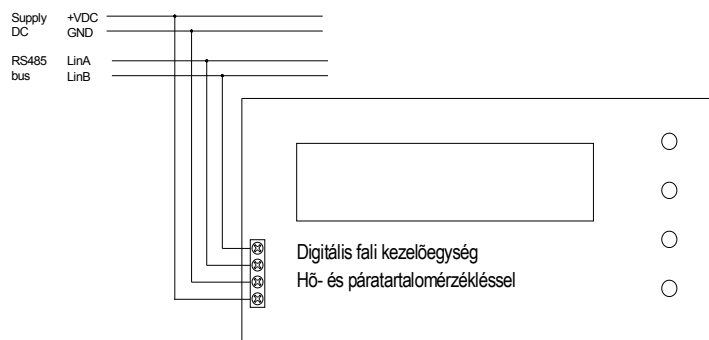 Supply +VDC
DC GND
RS485 LinA
bus LinB
Digitális fali kezelõegység
Hõ- és páratartalomérzékléssel